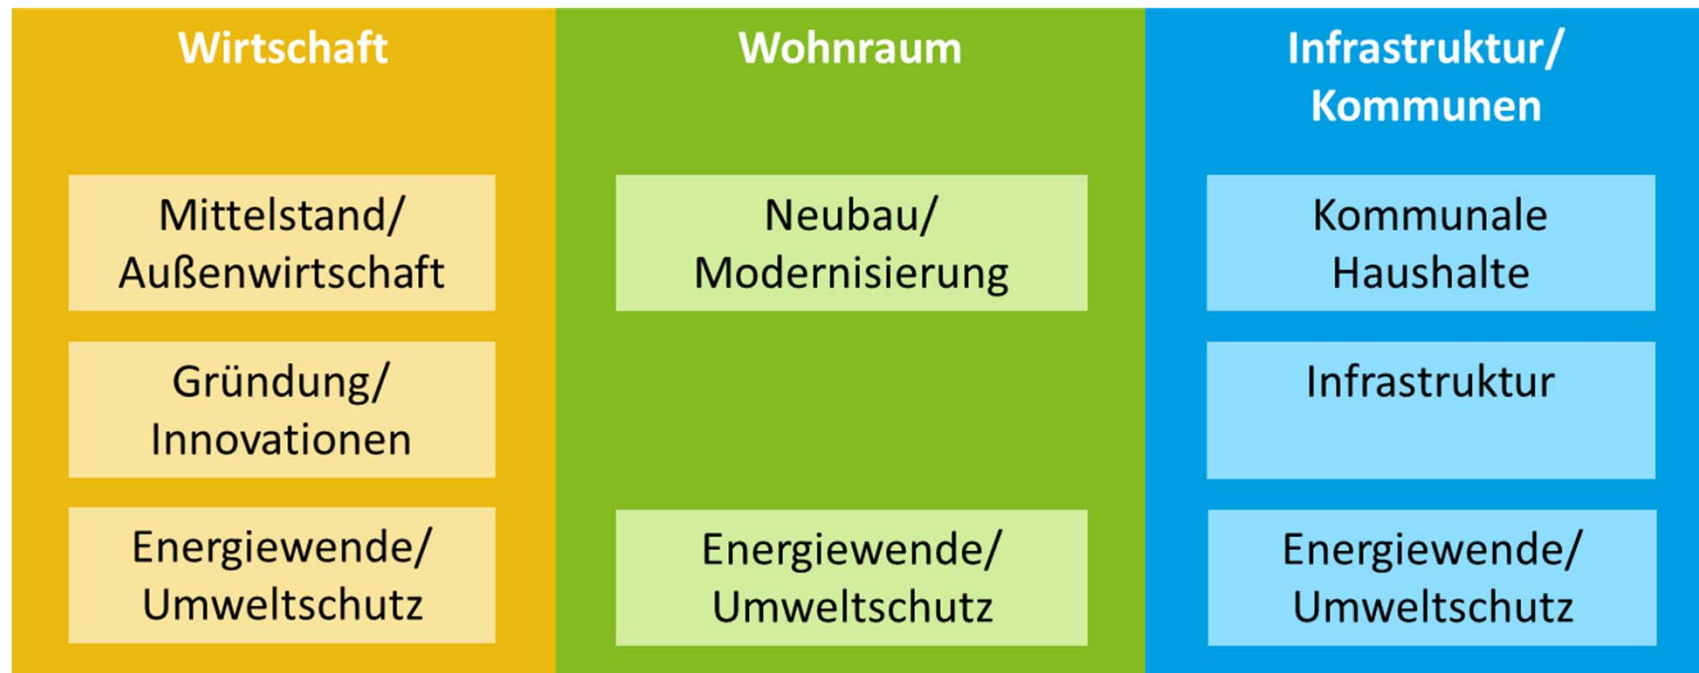 Wirtschaft
Mittelstand/
Außenwirtschaft
Gründung/
Innovationen
Energiewende/
Umweltschutz
Wohnraum
Neubau/
Modernisierung
Energiewende/
Umweltschutz
Infrastruktur/
Kommunen
Kommunale
Haushalte
Infrastruktur
Energiewende/
Umweltschutz